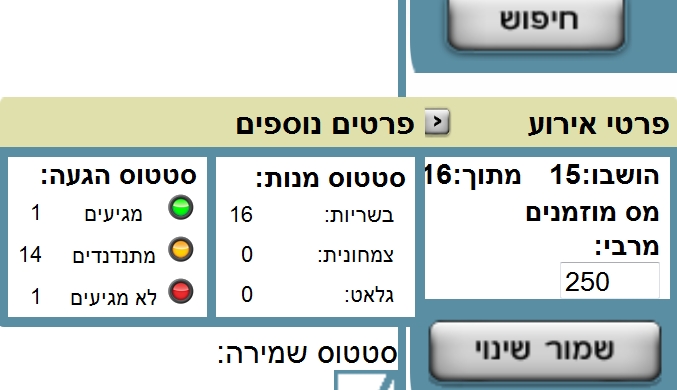 חיפוש
פרטי אירוע
הושבו:15 מתוך:16
מס מוזמנים
מרבי:
250
שמור שינוי
פרטים נוספים
סטטוס מנות:
בשריות: 16
צמחונית: 0
גלאט: 0
סטטוס הגעה:
מגיעים 1
מתנדנדים 14
לא מגיעים 1
סטטוס שמירה: